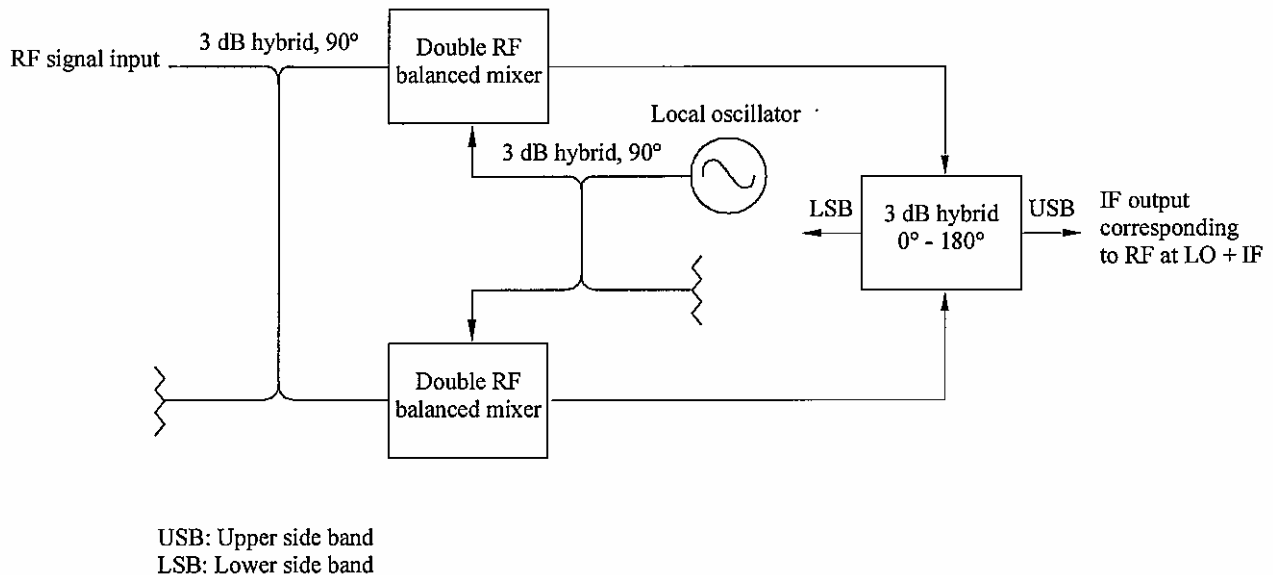 3 dB hybrid, 90°
RF signal input
Double RF
balanced mixer
Local oscillator
3 dB hybrid, 90°
LSB
3 dB hybrid
0° - 180°
USB
IF output
corresponding
to RF at LO + IF
Double RF
balanced mixer
USB: Upper side band
LSB: Lower side band